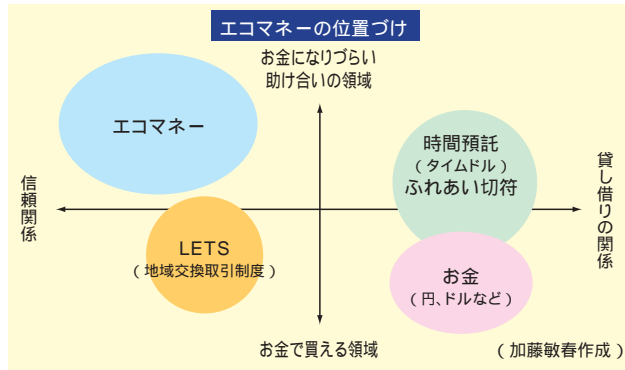 エコマネーの位置づけ
お金になりづらい
助け合いの領域
エコマネー
時間預託
(タイムドル)
ふれあい切符
信頼関係
貸し借りの関係
LETS
(地域交換取引制度)
お金
(円、ドルなど)
お金で買える領域
(加藤敏春作成)